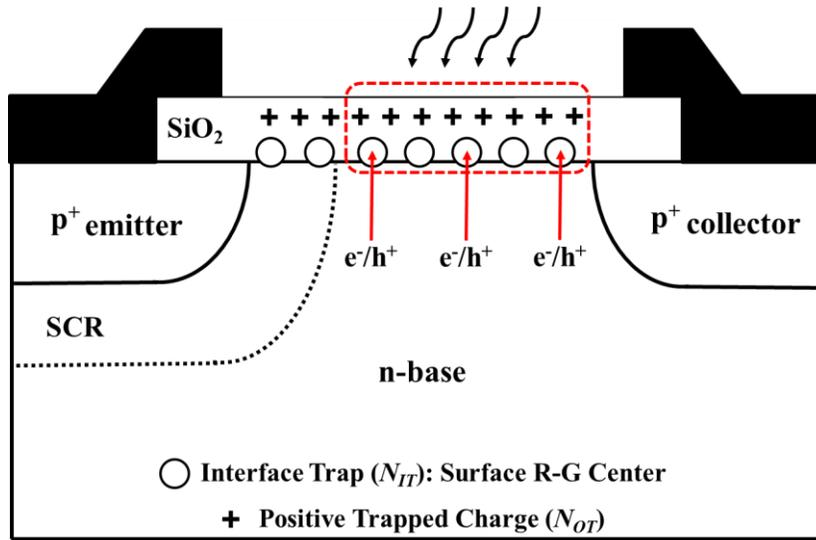 + + + + + + + + + + +
SiO₂
p⁺ emitter
p⁺ collector
e⁻/h⁺ e⁻/h⁺ e⁻/h⁺
SCR
n-base
Interface Trap (N_IT): Surface R-G Center
+ Positive Trapped Charge (N_OT)